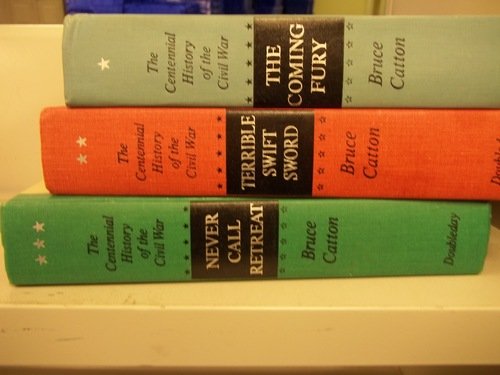 The
Centennial
History
of the
Civil War
THE
COMING
FURY
Bruce
Catton
The
Centennial
History
of the
Civil War
TERRIBLE
SWIFT
SWORD
Bruce
Catton
The
Centennial
History
of the
Civil War
NEVER
CALL
RETREAT
Bruce
Catton
Doubleday